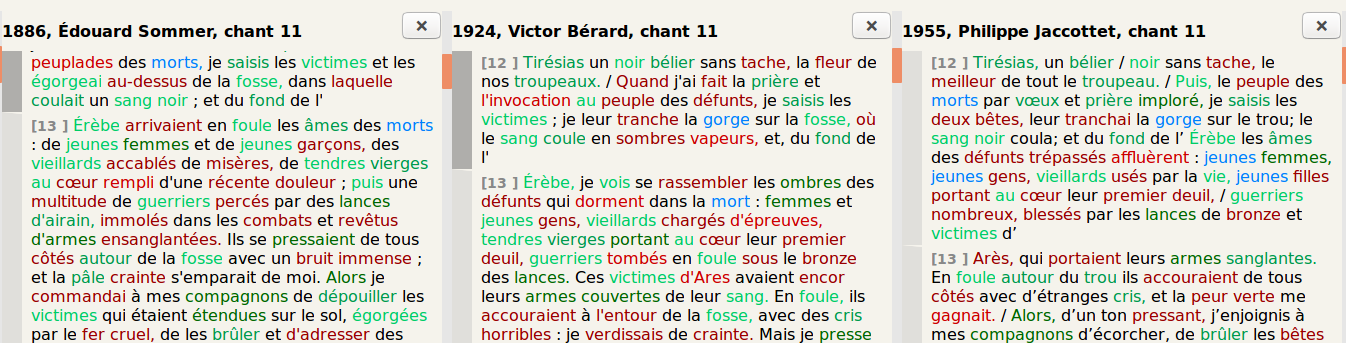 1886, Édouard Sommer, chant 11
×
peuplades des morts, je saisis les victimes et les
égorgeai au-dessus de la fosse, dans laquelle
coulait un sang noir ; et du fond de l'
[13 ] Érèbe arrivaient en foule les âmes des morts
: de jeunes femmes et de jeunes garçons, des
vieillards accablés de misères, de tendres vierges
au cœur rempli d'une récente douleur ; puis une
multitude de guerriers percés par des lances
d'airain, immolés dans les combats et revêtus
d'armes ensanglantées. Ils se pressaient de tous
côtés autour de la fosse avec un bruit immense ;
et la pâle crainte s'emparait de moi. Alors je
commandai à mes compagnons de dépouiller les
victimes qui étaient étendues sur le sol, égorgées
par le fer cruel, de les brûler et d'adresser des
1924, Victor Bérard, chant 11
×
[12 ] Tirésias un noir bélier sans tache, la fleur de
nos troupeaux. / Quand j'ai fait la prière et
l'invocation au peuple des défunts, je saisis les
victimes ; je leur tranche la gorge sur la fosse, où
le sang coule en sombres vapeurs, et, du fond de
l'
[13 ] Érèbe, je vois se rassembler les ombres des
défunts qui dorment dans la mort : femmes et
jeunes gens, vieillards chargés d'épreuves,
tendres vierges portant au cœur leur premier
deuil, guerriers tombés en foule sous le bronze
des lances. Ces victimes d'Ares avaient encor
leurs armes couvertes de leur sang. En foule, ils
accouraient à l'entour de la fosse, avec des cris
horribles : je verdissais de crainte. Mais je presse
1955, Philippe Jaccottet, chant 11
×
[12 ] Tirésias, un bélier / noir sans tache, le
meilleur de tout le troupeau. / Puis, le peuple des
morts par vœux et prière imploré, je saisis les
deux bêtes, leur tranchai la gorge sur le trou; le
sang noir coula; et du fond de l’ Érèbe les âmes
des défunts trépassés affluèrent : jeunes femmes,
jeunes gens, vieillards usés par la vie, jeunes filles
portant au cœur leur premier deuil, / guerriers
nombreux, blessés par les lances de bronze et
victimes d’
[13 ] Arès, qui portaient leurs armes sanglantes.
En foule autour du trou ils accouraient de tous
côtés avec d’étranges cris, et la peur verte me
gagnait. / Alors, d’un ton pressant, j’enjoignis à
mes compagnons d’écorcher, de brûler les bêtes